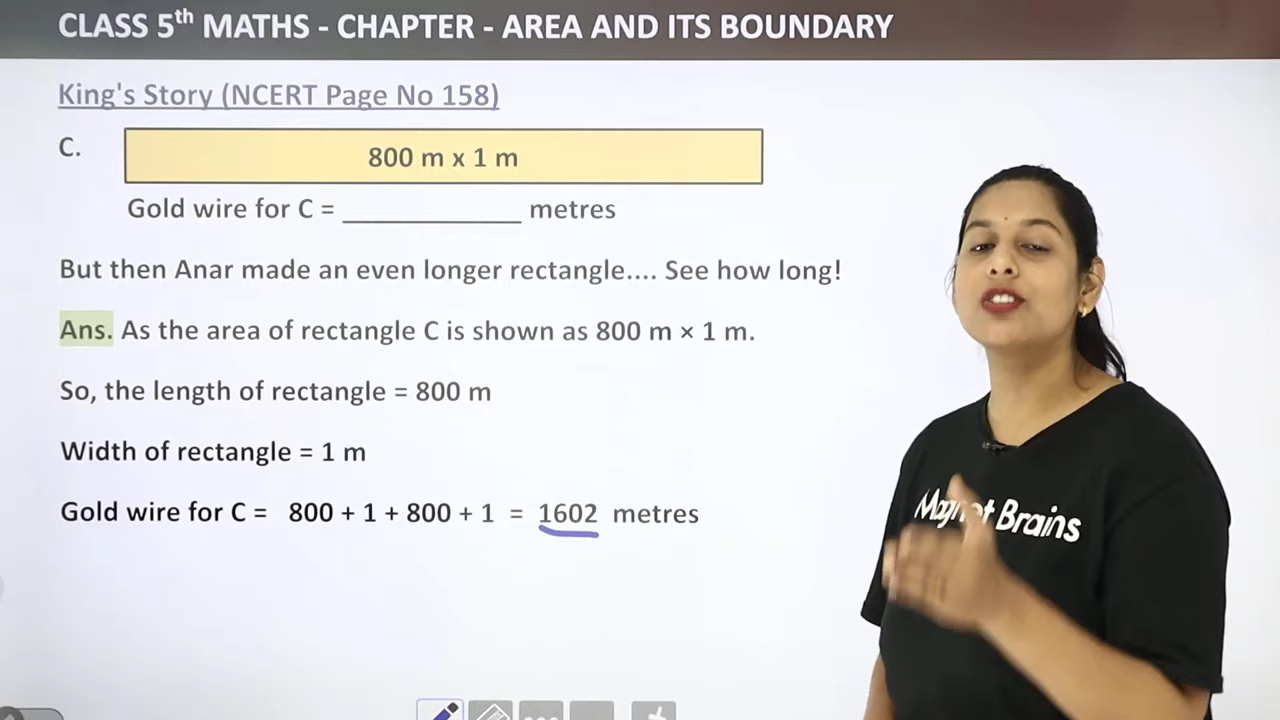 CLASS 5th MATHS - CHAPTER - AREA AND ITS BOUNDARY
King's Story (NCERT Page No 158)
C.
800 m x 1 m
Gold wire for C = _____________ metres
But then Anar made an even longer rectangle.... See how long!
Ans. As the area of rectangle C is shown as 800 m × 1 m.
So, the length of rectangle = 800 m
Width of rectangle = 1 m
Gold wire for C = 800 + 1 + 800 + 1 = 1602 metres
Magnet Brains